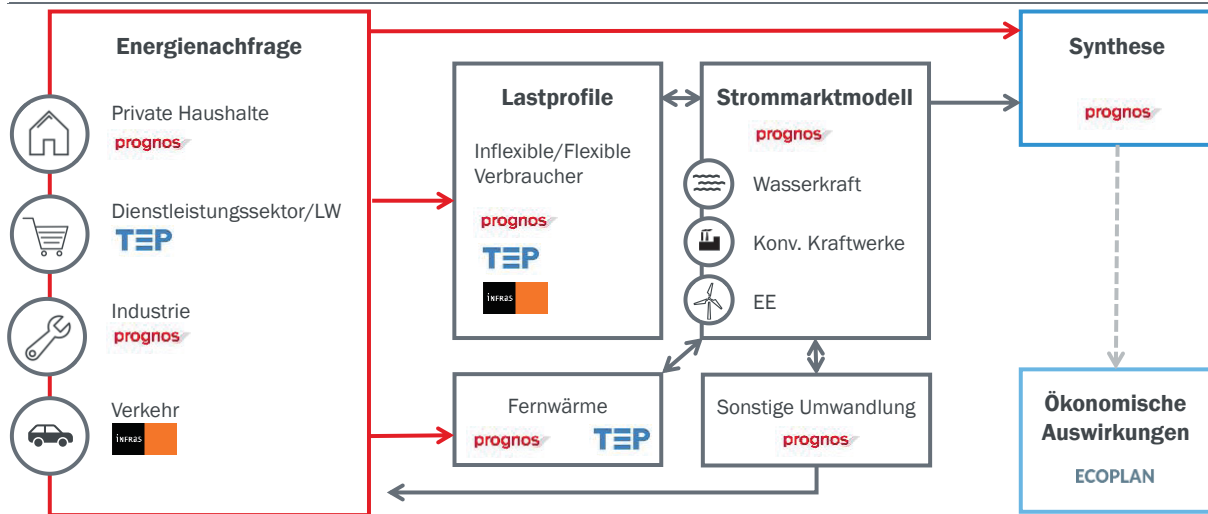 Energienachfrage
Private Haushalte
prognos
Dienstleistungssektor/LW
TEP
Industrie
prognos
Verkehr
INFRAS
Lastprofile
Inflexible/Flexible
Verbraucher
prognos
TEP
INFRAS
Strommarktmodell
prognos
Wasserkraft
Konv. Kraftwerke
EE
Fernwärme
prognos TEP
Sonstige Umwandlung
prognos
Synthese
prognos
Ökonomische
Auswirkungen
ECOPLAN